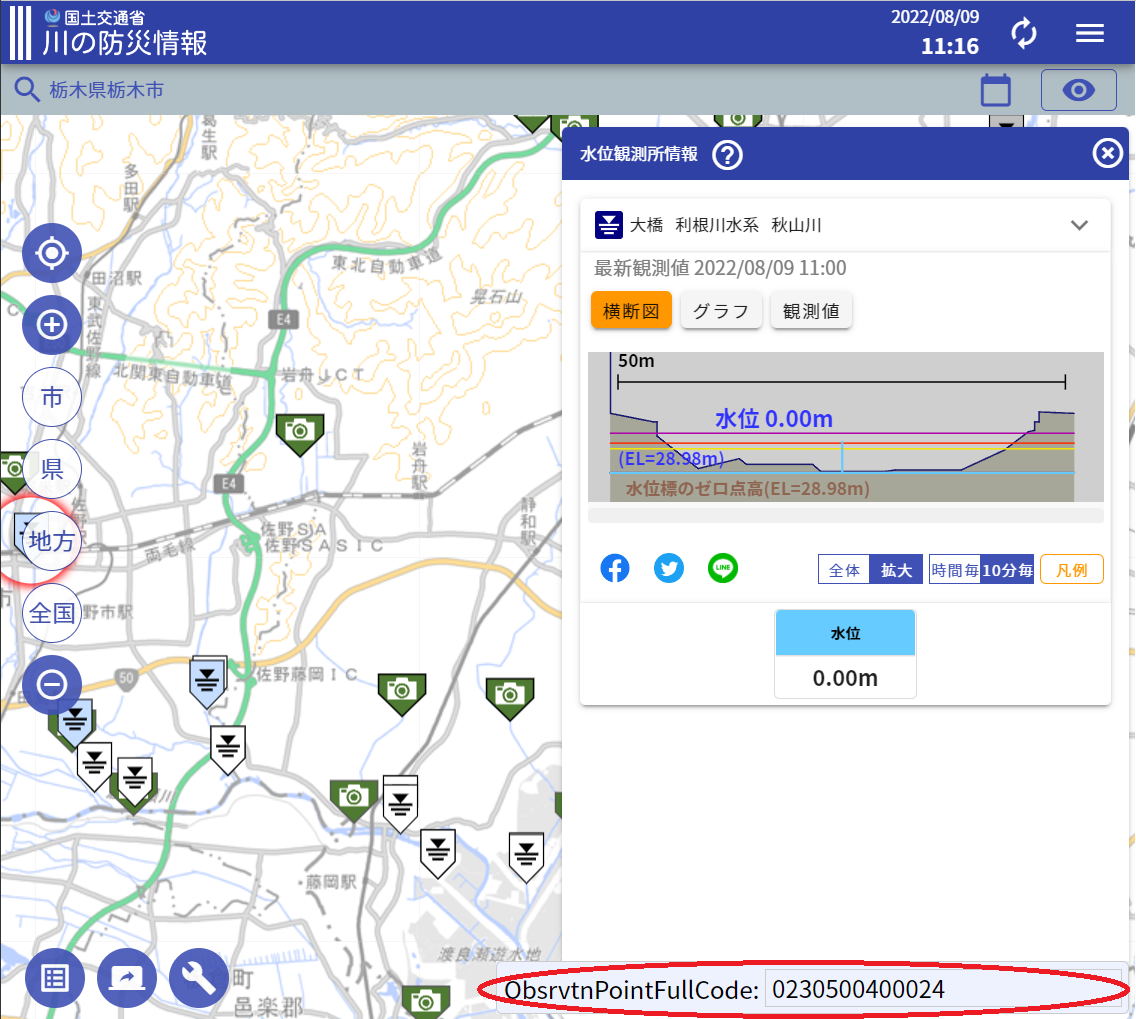 国土交通省
川の防災情報
2022/08/09
11:16
栃木県栃木市
葛生駅
多田駅
田沼駅
東武佐野線
東北自動車道
晃石山
E4
北関東自動車道
岩舟JCT
市
県
岩舟駅
E4
佐野駅
静和駅
地方
佐野SIA
佐野SASIC
両毛線
全国
野市駅
佐野藤岡IC
50
川
藤岡駅
渡良瀬遊水地
町
邑楽郡
水位観測所情報
大橋 利根川水系 秋山川
最新観測値 2022/08/09 11:00
横断図
グラフ
観測値
50m
水位 0.00m
(EL=28.98m)
水位標のゼロ点高(EL=28.98m)
LINE
全体
拡大
時間毎
10分毎
凡例
水位
0.00m
ObsrvtnPointFullCode: 0230500400024